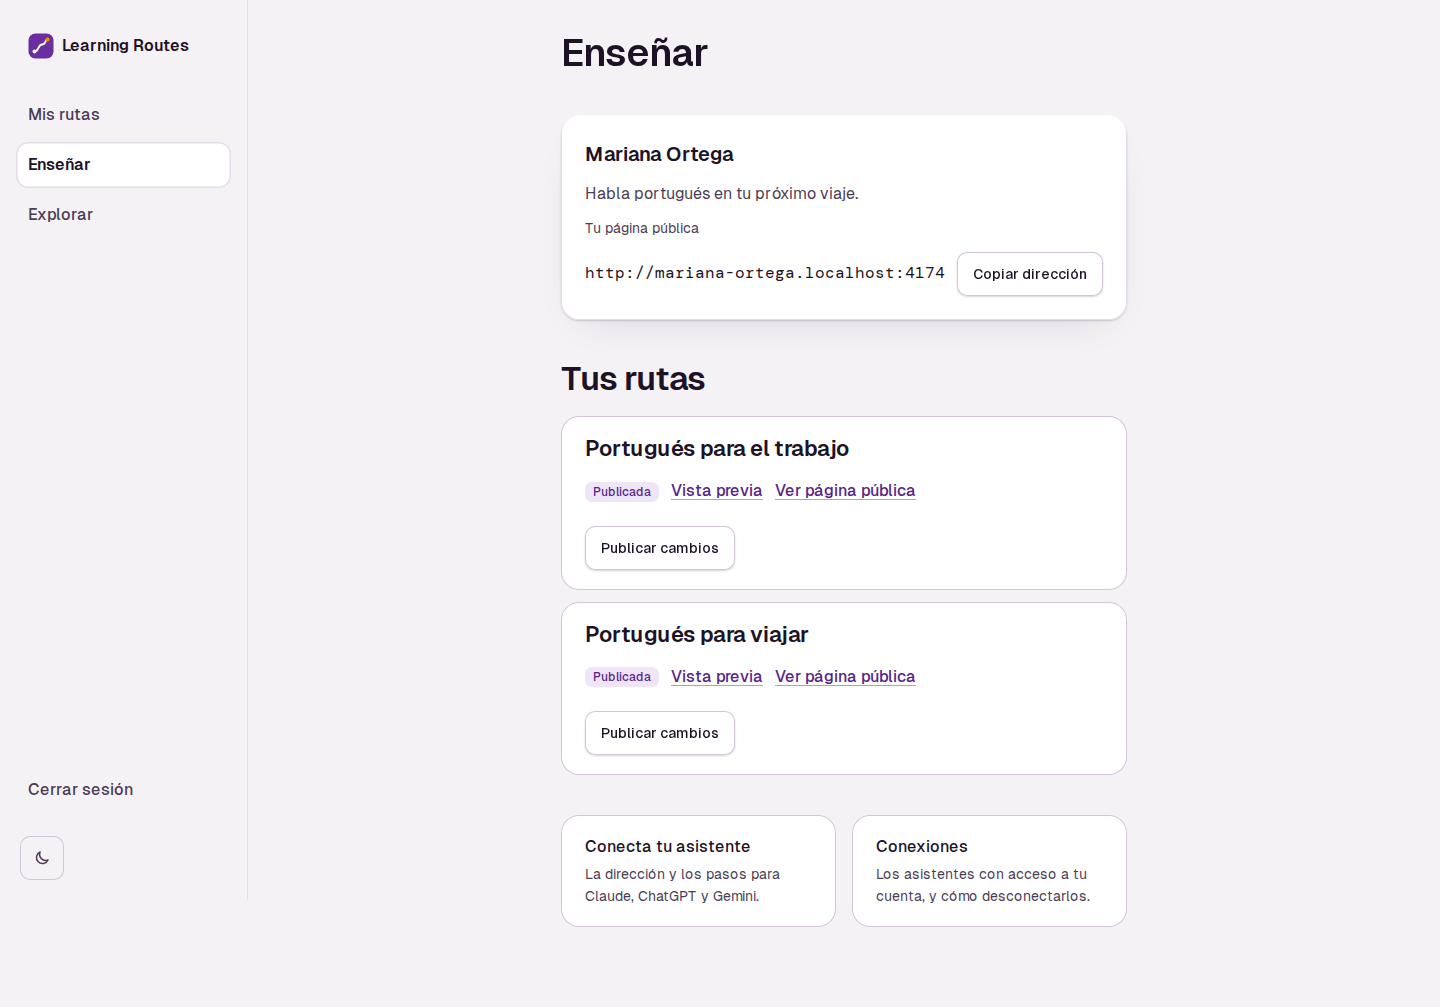 Learning Routes
Mis rutas
Enseñar
Explorar
Cerrar sesión
Enseñar
Mariana Ortega
Habla portugués en tu próximo viaje.
Tu página pública
http://mariana-ortega.localhost:4174
Copiar dirección
Tus rutas
Portugués para el trabajo
Publicada Vista previa Ver página pública
Publicar cambios
Portugués para viajar
Publicada Vista previa Ver página pública
Publicar cambios
Conecta tu asistente
La dirección y los pasos para
Claude, ChatGPT y Gemini.
Conexiones
Los asistentes con acceso a tu
cuenta, y cómo desconectarlos.